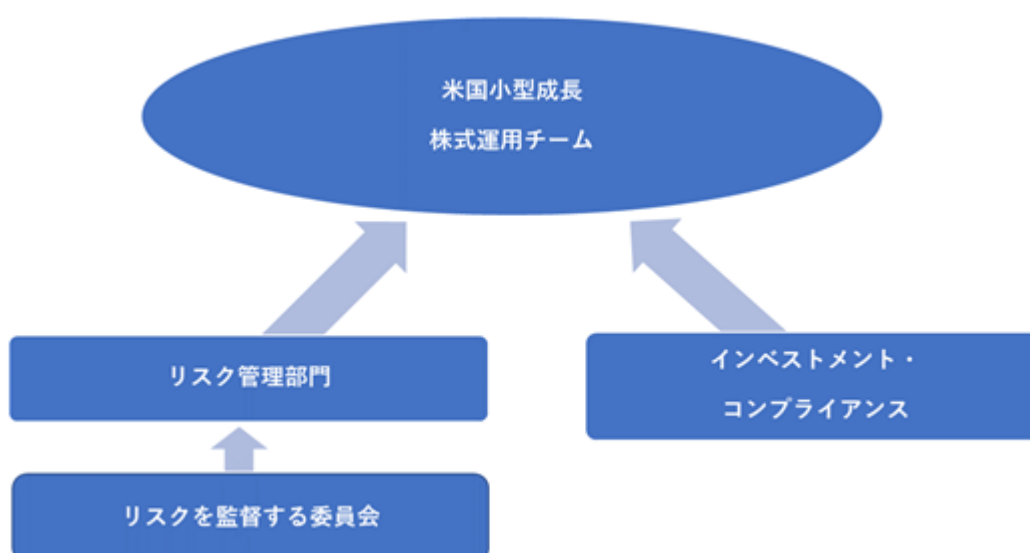 米国小型成長
株式運用チーム
リスク管理部門
インベストメント・
コンプライアンス
リスクを監督する委員会